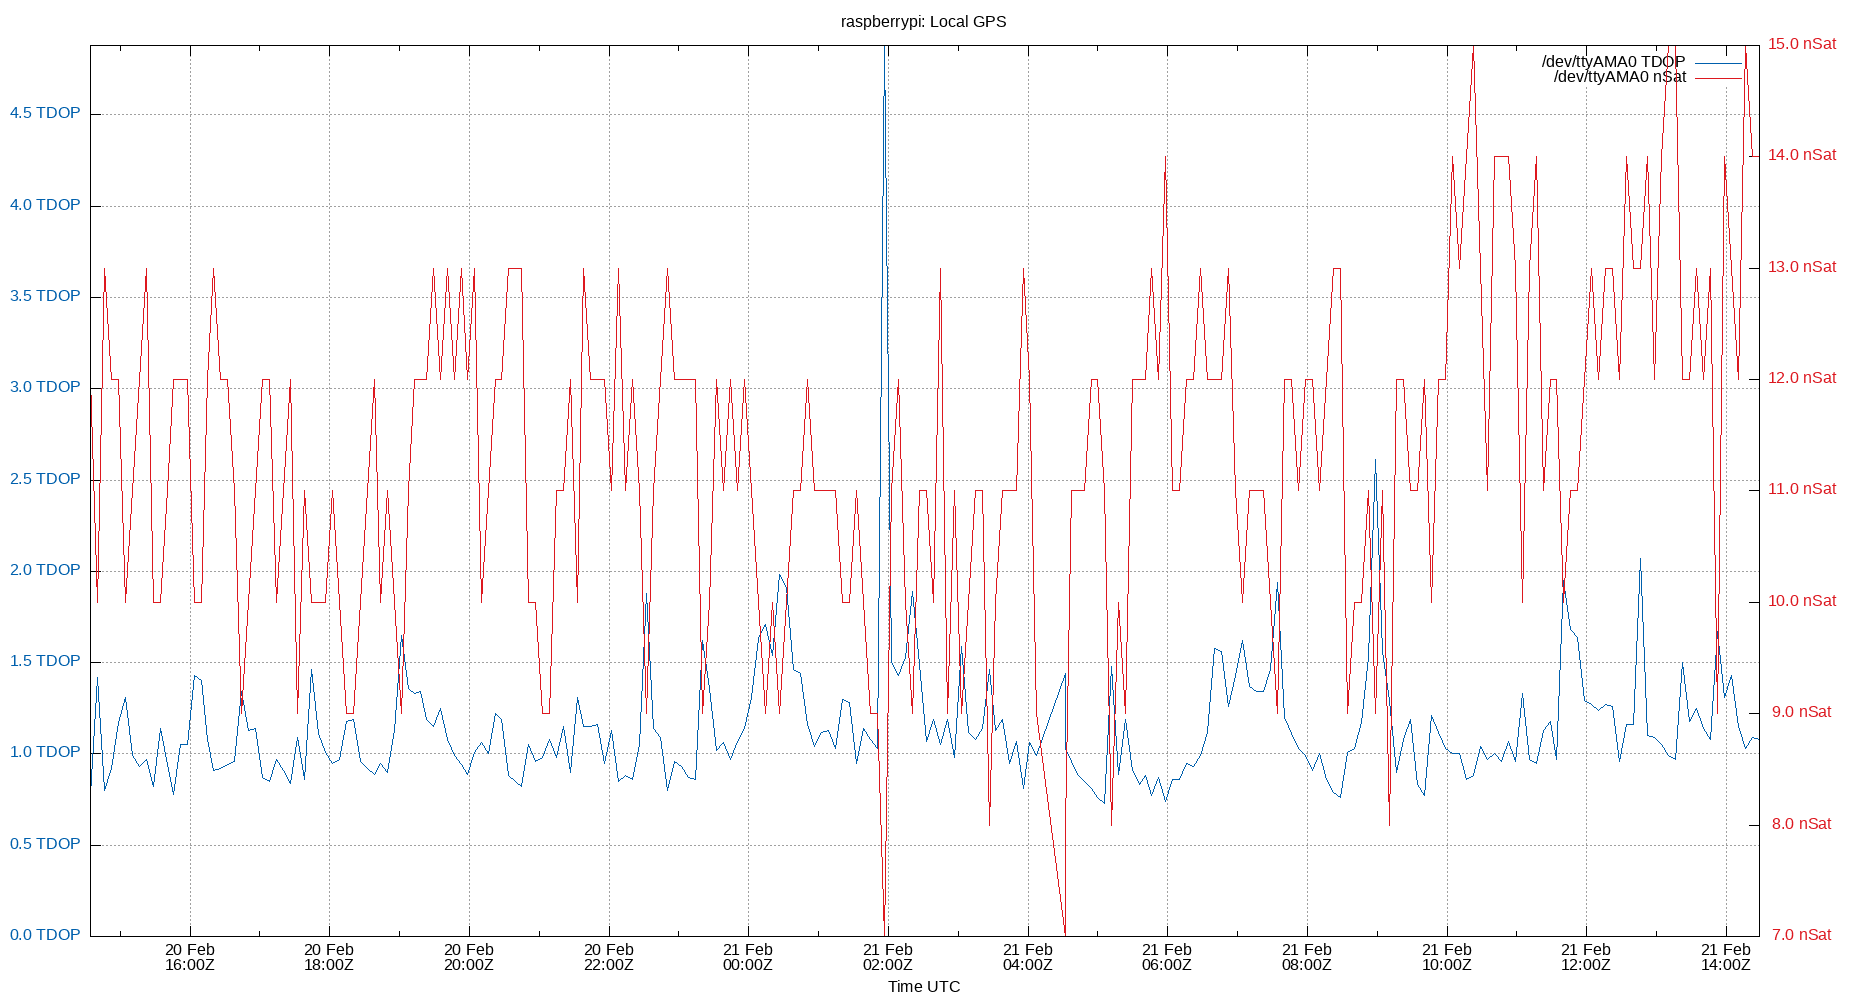 raspberrypi: Local GPS
15.0 nSat
/dev/ttyAMA0 TDOP
/dev/ttyAMA0 nSat
4.5 TDOP
14.0 nSat
4.0 TDOP
13.0 nSat
3.5 TDOP
12.0 nSat
3.0 TDOP
11.0 nSat
2.5 TDOP
10.0 nSat
2.0 TDOP
1.5 TDOP
9.0 nSat
1.0 TDOP
8.0 nSat
0.5 TDOP
0.0 TDOP
7.0 nSat
20 Feb 20 Feb 20 Feb 20 Feb 21 Feb 21 Feb 21 Feb 21 Feb 21 Feb 21 Feb 21 Feb 21 Feb
16:00Z 18:00Z 20:00Z 22:00Z 00:00Z 02:00Z 04:00Z 06:00Z 08:00Z 10:00Z 12:00Z 14:00Z
Time UTC